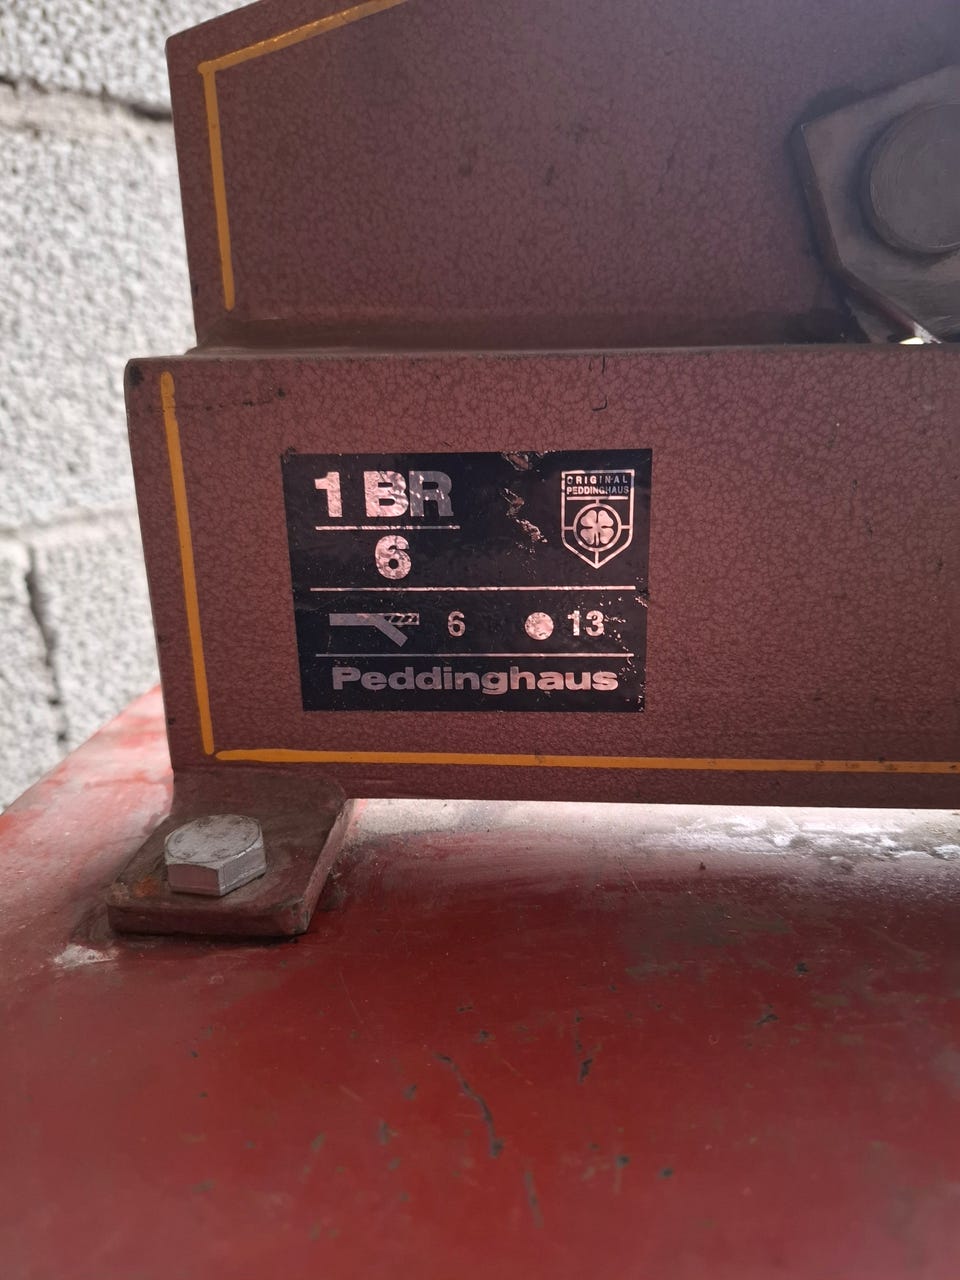 1 BR
6
ORIGINAL
PEDDINGHAUS
6 13
Peddinghaus